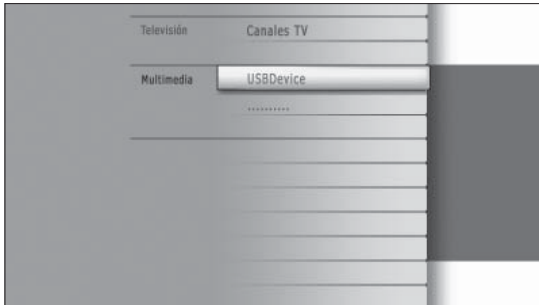 Televisión Canales TV
Multimedia USBDevice
..........